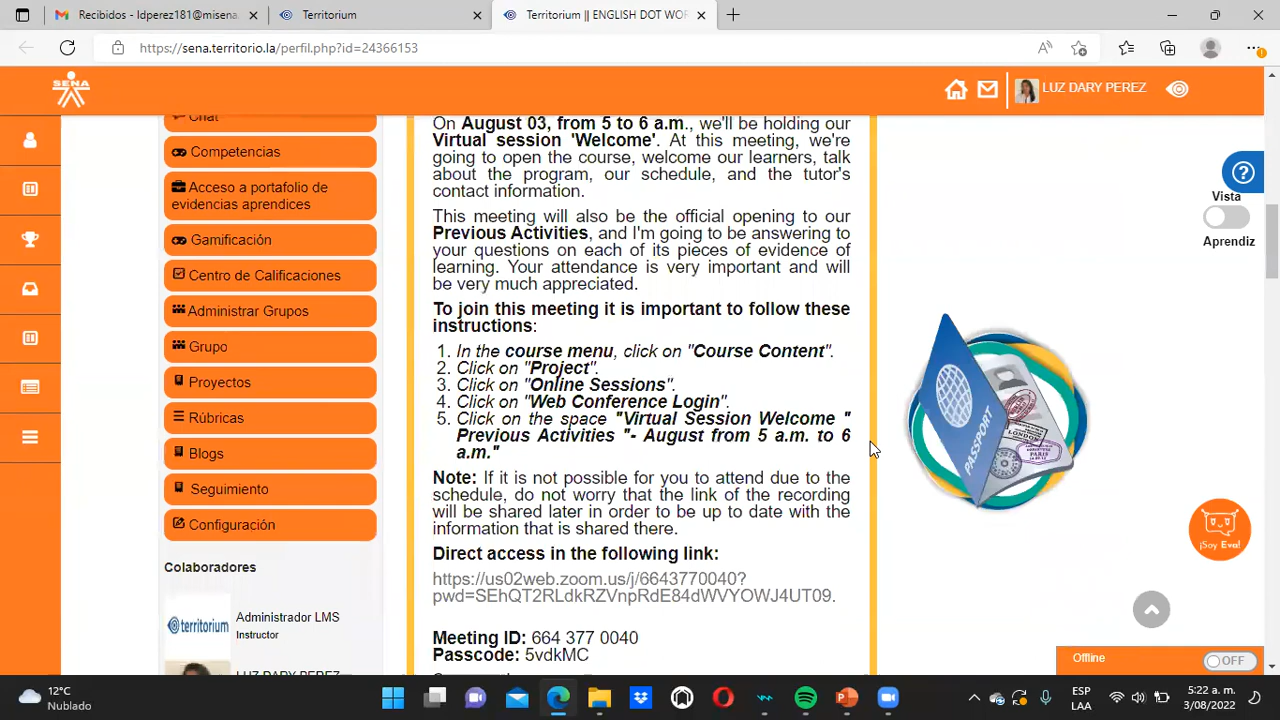 Recibidos - ldperez181@misena
Territorium
Territorium || ENGLISH DOT WOR
https://sena.territorio.la/perfil.php?id=24366153
SENA
LUZ DARY PEREZ
Chat
Competencias
Acceso a portafolio de
evidencias aprendices
Gamificación
Centro de Calificaciones
Administrar Grupos
Grupo
Proyectos
Rúbricas
Blogs
Seguimiento
Configuración
Colaboradores
territorium
Administrador LMS
Instructor
LUZ DARY PEREZ
On August 03, from 5 to 6 a.m., we'll be holding our
Virtual session 'Welcome'. At this meeting, we're
going to open the course, welcome our learners, talk
about the program, our schedule, and the tutor's
contact information.
This meeting will also be the official opening to our
Previous Activities, and I'm going to be answering to
your questions on each of its pieces of evidence of
learning. Your attendance is very important and will
be very much appreciated.
To join this meeting it is important to follow these
instructions:
1. In the course menu, click on "Course Content".
2. Click on "Project".
3. Click on "Online Sessions".
4. Click on "Web Conference Login".
5. Click on the space "Virtual Session Welcome "
Previous Activities "- August from 5 a.m. to 6
a.m."
Note: If it is not possible for you to attend due to the
schedule, do not worry that the link of the recording
will be shared later in order to be up to date with the
information that is shared there.
Direct access in the following link:
https://us02web.zoom.us/j/6643770040?
pwd=SEhQT2RLdkRZVnpRdE84dWVYOWJ4UT09.
Meeting ID: 664 377 0040
Passcode: 5vdkMC
Vista
Aprendiz
PASSPORT
LONDON
PARIS
¡Soy Eva!
Offline
OFF
12°C
Nublado
ESP
LAA
5:22 a. m.
3/08/2022